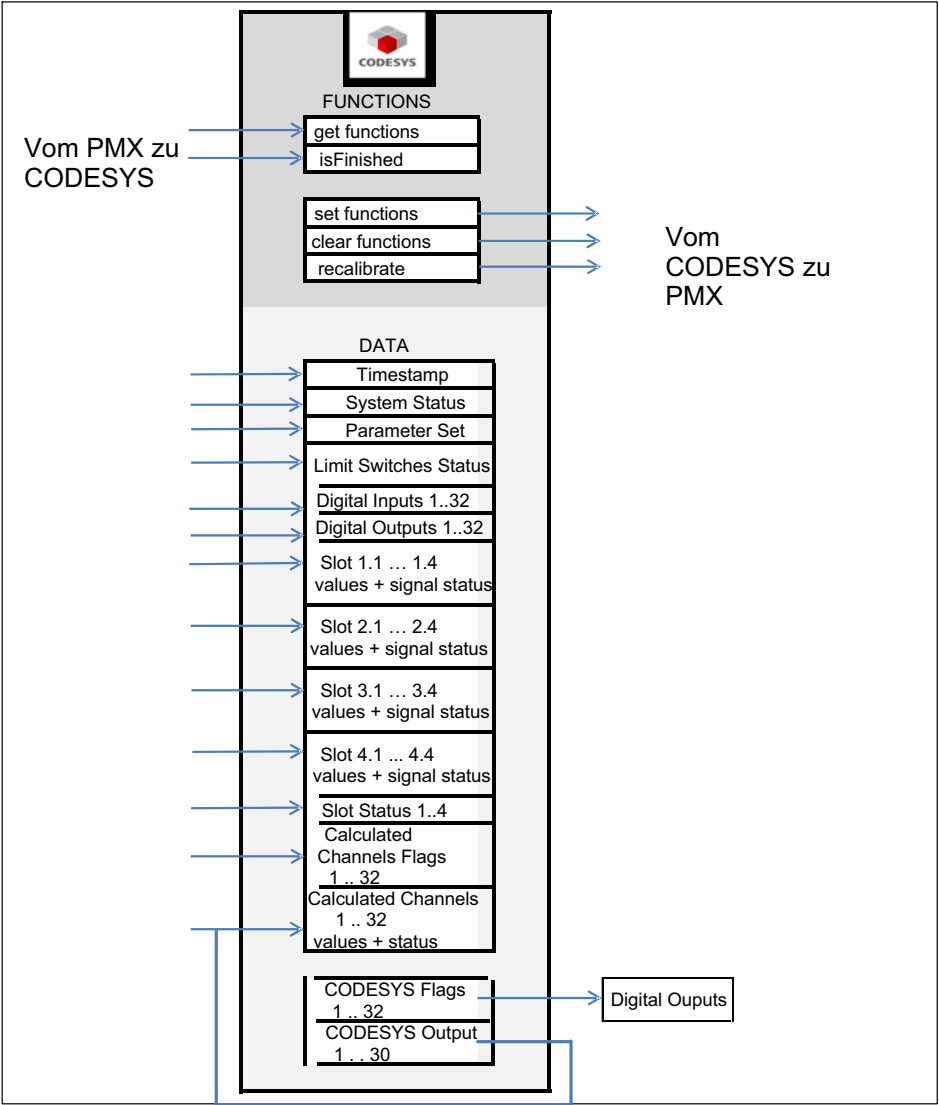 CODESYS
FUNCTIONS
get functions
isFinished
Vom PMX zu
CODESYS
set functions
clear functions
recalibrate
Vom
CODESYS zu
PMX
DATA
Timestamp
System Status
Parameter Set
Limit Switches Status
Digital Inputs 1..32
Digital Outputs 1..32
Slot 1.1 … 1.4
values + signal status
Slot 2.1 … 2.4
values + signal status
Slot 3.1 … 3.4
values + signal status
Slot 4.1 ... 4.4
values + signal status
Slot Status 1..4
Calculated
Channels Flags
1 .. 32
Calculated Channels
1 .. 32
values + status
CODESYS Flags
1 .. 32
Digital Ouputs
CODESYS Output
1 . . 30